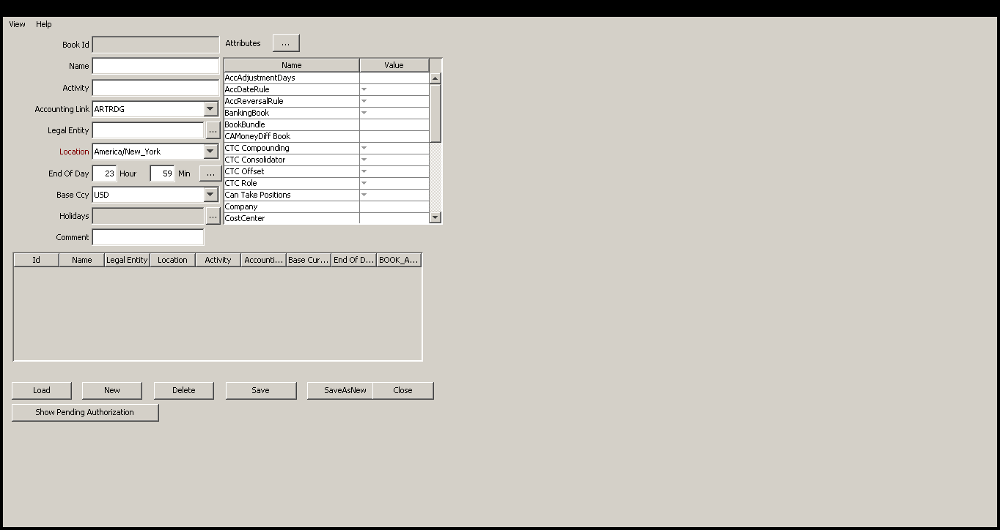 View Help
Book Id
Attributes ...
Name
Activity
Accounting Link ARTRDG
Legal Entity ...
Location America/New_York
End Of Day 23 Hour 59 Min ...
Base Ccy USD
Holidays ...
Comment
Name Value
AccAdjustmentDays
AccDateRule
AccReversalRule
BankingBook
BookBundle
CAMoneyDiff Book
CTC Compounding
CTC Consolidator
CTC Offset
CTC Role
Can Take Positions
Company
CostCenter
Id Name Legal Entity Location Activity Accounti... Base Cur... End Of D... BOOK_A...
Load New Delete Save SaveAsNew Close
Show Pending Authorization